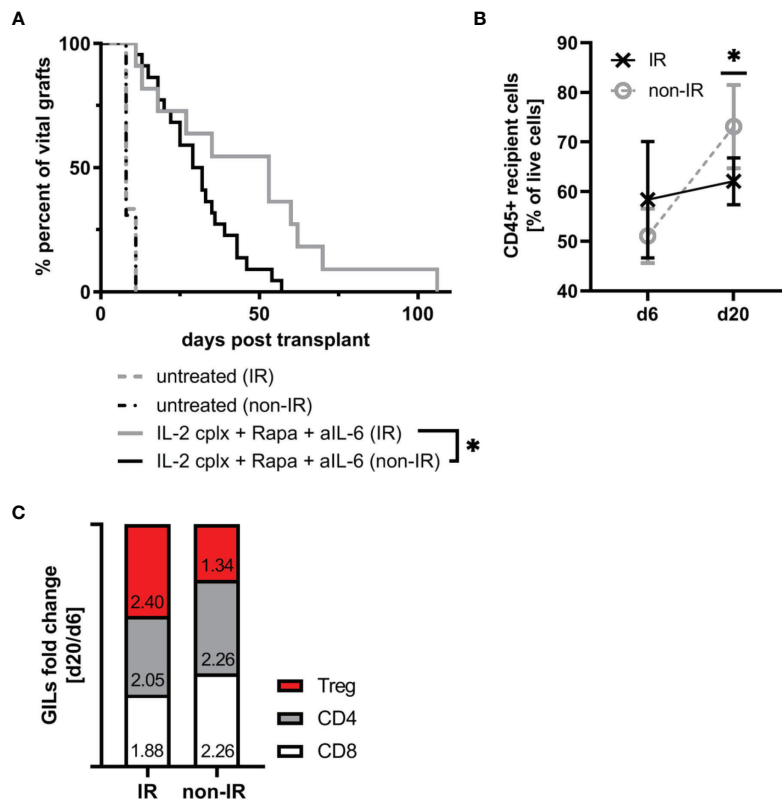 A
% percent of vital grafts
100
50
0
0
50
100
days post transplant
untreated (IR)
untreated (non-IR)
IL-2 cplx + Rapa + aIL-6 (IR)
IL-2 cplx + Rapa + aIL-6 (non-IR)
*
B
CD45+ recipient cells
[% of live cells]
90
80
70
60
50
40
IR
non-IR
*
d6
d20
C
GILs fold change
[d20/d6]
2.40
2.05
1.88
1.34
2.26
2.26
IR
non-IR
Treg
CD4
CD8